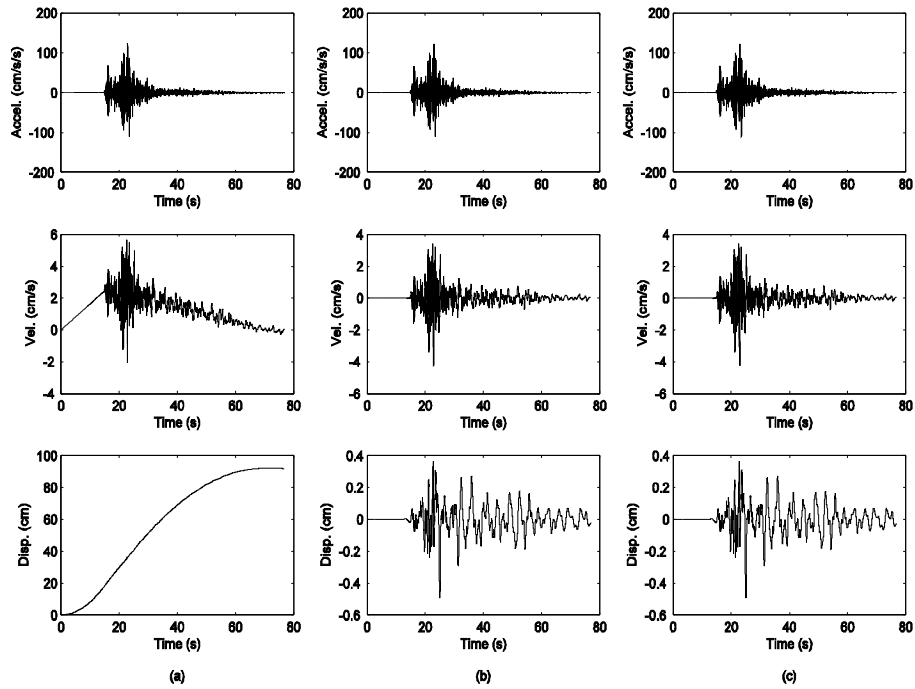 200
100
0
-100
-200
Accel. (cm/s/s)
0 20 40 60 80
Time (s)
200
100
0
-100
-200
Accel. (cm/s/s)
0 20 40 60 80
Time (s)
200
100
0
-100
-200
Accel. (cm/s/s)
0 20 40 60 80
Time (s)
6
4
2
0
-2
-4
Vel. (cm/s)
0 20 40 60 80
Time (s)
4
2
0
-2
-4
-6
Vel. (cm/s)
0 20 40 60 80
Time (s)
4
2
0
-2
-4
-6
Vel. (cm/s)
0 20 40 60 80
Time (s)
100
80
60
40
20
0
Disp. (cm)
0 20 40 60 80
Time (s)
0.4
0.2
0
-0.2
-0.4
-0.6
Disp. (cm)
0 20 40 60 80
Time (s)
0.4
0.2
0
-0.2
-0.4
-0.6
Disp. (cm)
0 20 40 60 80
Time (s)
(a) (b) (c)